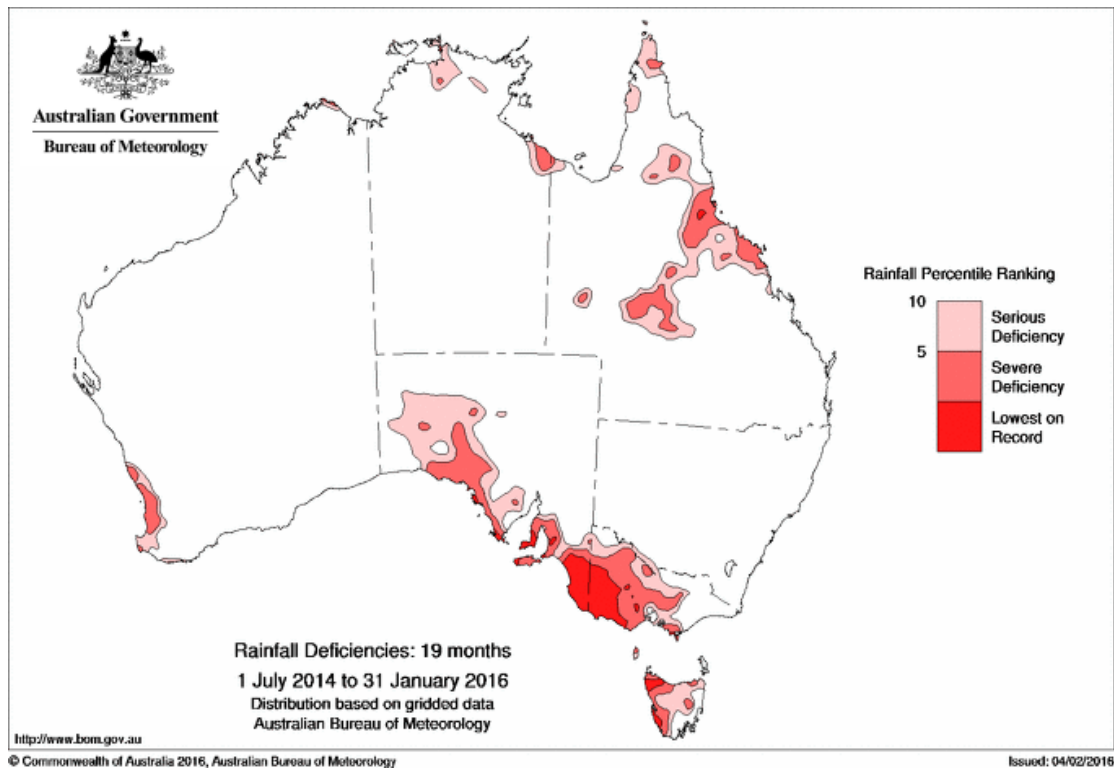 Australian Government
Bureau of Meteorology
Rainfall Percentile Ranking
10
Serious
Deficiency
5
Severe
Deficiency
Lowest on
Record
Rainfall Deficiencies: 19 months
1 July 2014 to 31 January 2016
Distribution based on gridded data
Australian Bureau of Meteorology
http://www.bom.gov.au
© Commonwealth of Australia 2016, Australian Bureau of Meteorology
Issued: 04/02/2016